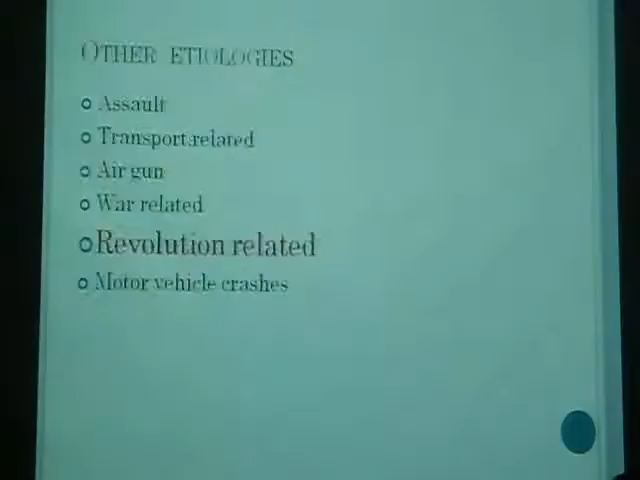 OTHER ETIOLOGIES
Assault
Transport related
Air gun
War related
Revolution related
Motor vehicle crashes